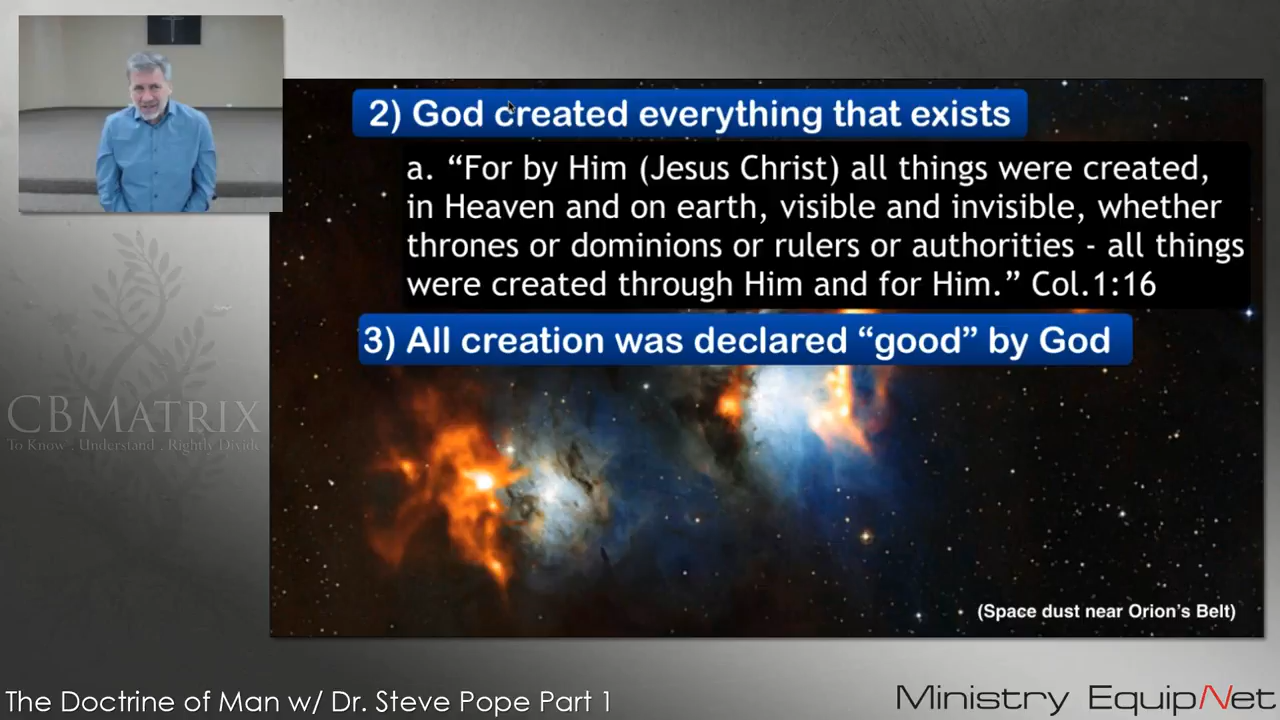 2) God created everything that exists
a. “For by Him (Jesus Christ) all things were created,
in Heaven and on earth, visible and invisible, whether
thrones or dominions or rulers or authorities - all things
were created through Him and for Him.” Col.1:16
3) All creation was declared “good” by God
CBMATRIX
To Know . Understand . Rightly Divide
(Space dust near Orion’s Belt)
The Doctrine of Man w/ Dr. Steve Pope Part 1
Ministry EquipNet